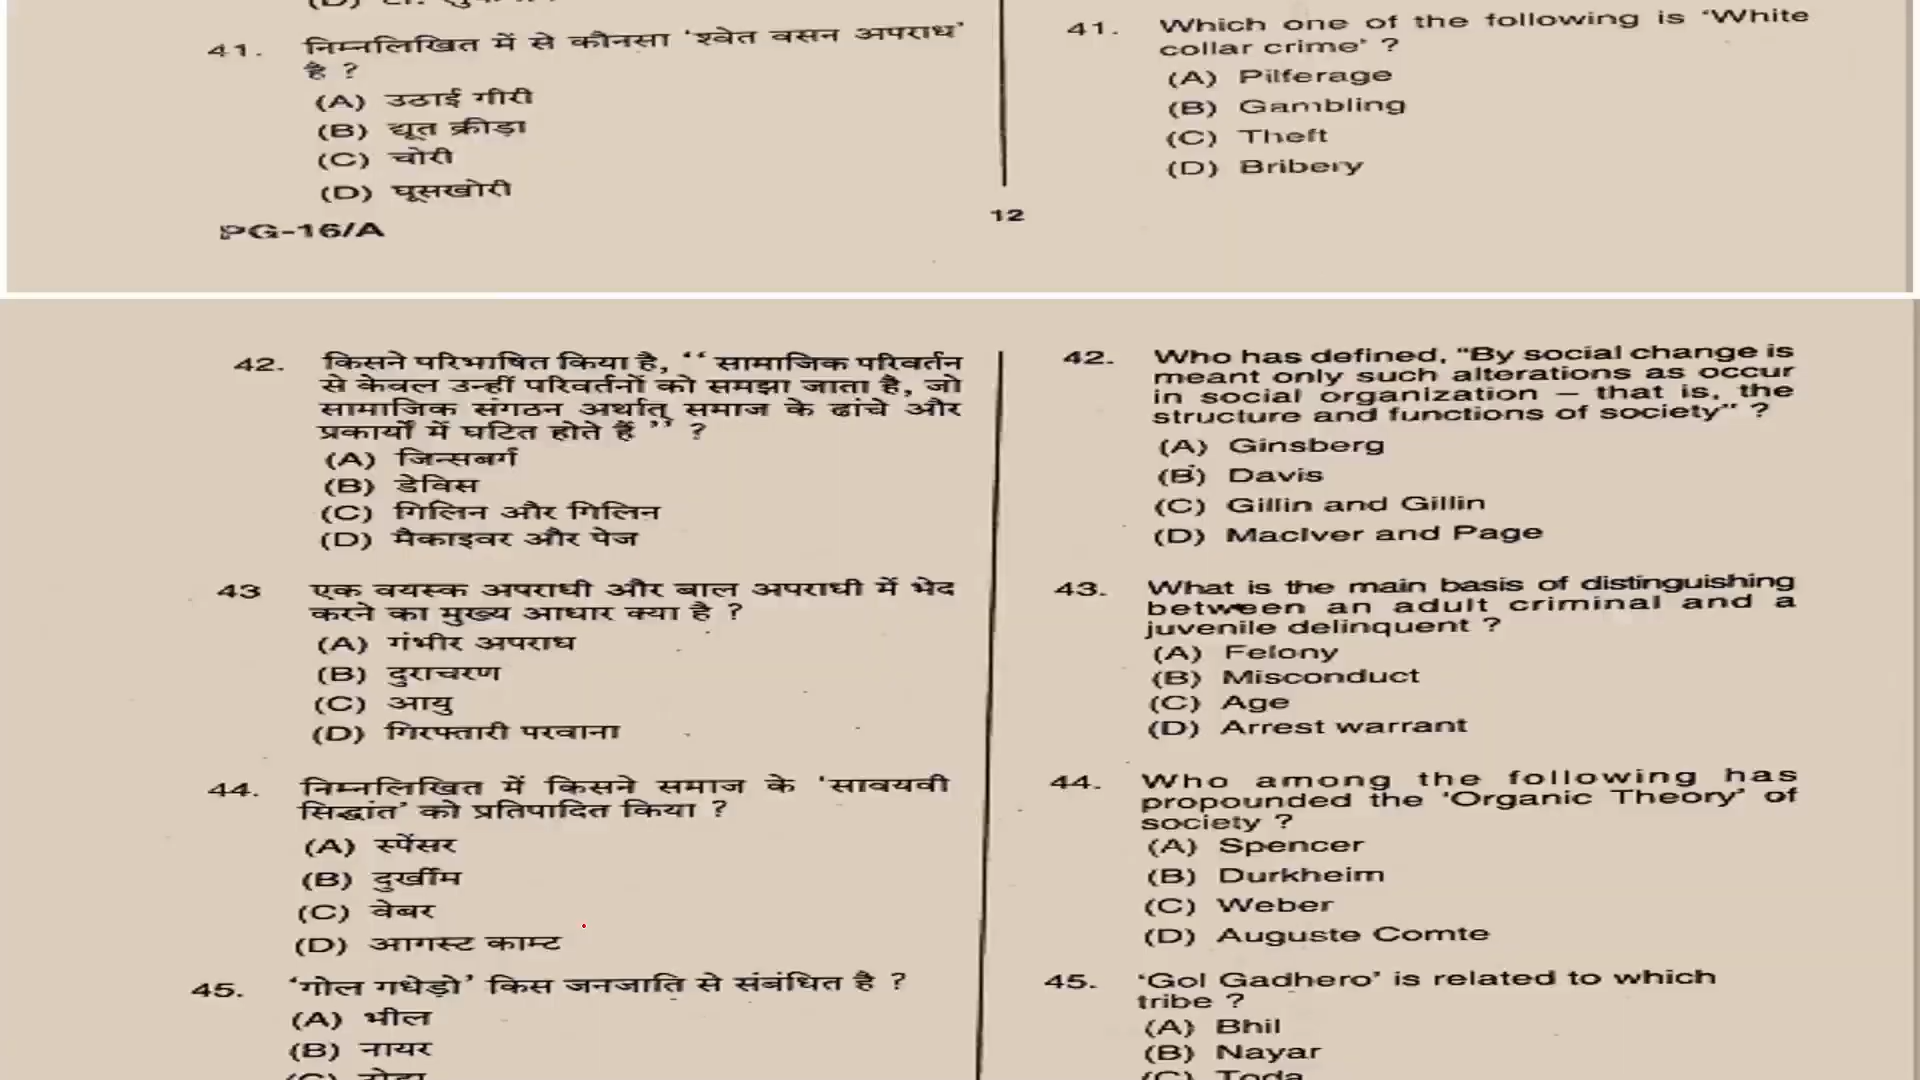 41. निम्नलिखित में से कौनसा ‘श्वेत वसन अपराध’
है ?
(A) उठाई गीरी
(B) द्यूत क्रीड़ा
(C) चोरी
(D) घूसखोरी
PG-16/A
12
41. Which one of the following is ‘White
collar crime’ ?
(A) Pilferage
(B) Gambling
(C) Theft
(D) Bribery
42. किसने परिभाषित किया है, ‘‘ सामाजिक परिवर्तन
से केवल उन्हीं परिवर्तनों को समझा जाता है, जो
सामाजिक संगठन अर्थात् समाज के ढांचे और
प्रकार्यों में घटित होते हैं ’’ ?
(A) जिन्सबर्ग
(B) डेविस
(C) गिलिन और गिलिन
(D) मैकाइवर और पेज
43 एक वयस्क अपराधी और बाल अपराधी में भेद
करने का मुख्य आधार क्या है ?
(A) गंभीर अपराध
(B) दुराचरण
(C) आयु
(D) गिरफ्तारी परवाना
44. निम्नलिखित में किसने समाज के ‘सावयवी
सिद्धांत’ को प्रतिपादित किया ?
(A) स्पेंसर
(B) दुर्खीम
(C) वेबर
(D) आगस्ट काम्ट
45. ‘गोल गधेड़ो’ किस जनजाति से संबंधित है ?
(A) भील
(B) नायर
(C) टोडा
42. Who has defined, “By social change is
meant only such alterations as occur
in social organization – that is, the
structure and functions of society” ?
(A) Ginsberg
(B) Davis
(C) Gillin and Gillin
(D) MacIver and Page
43. What is the main basis of distinguishing
between an adult criminal and a
juvenile delinquent ?
(A) Felony
(B) Misconduct
(C) Age
(D) Arrest warrant
44. Who among the following has
propounded the ‘Organic Theory’ of
society ?
(A) Spencer
(B) Durkheim
(C) Weber
(D) Auguste Comte
45. ‘Gol Gadhero’ is related to which
tribe ?
(A) Bhil
(B) Nayar
(C) Toda